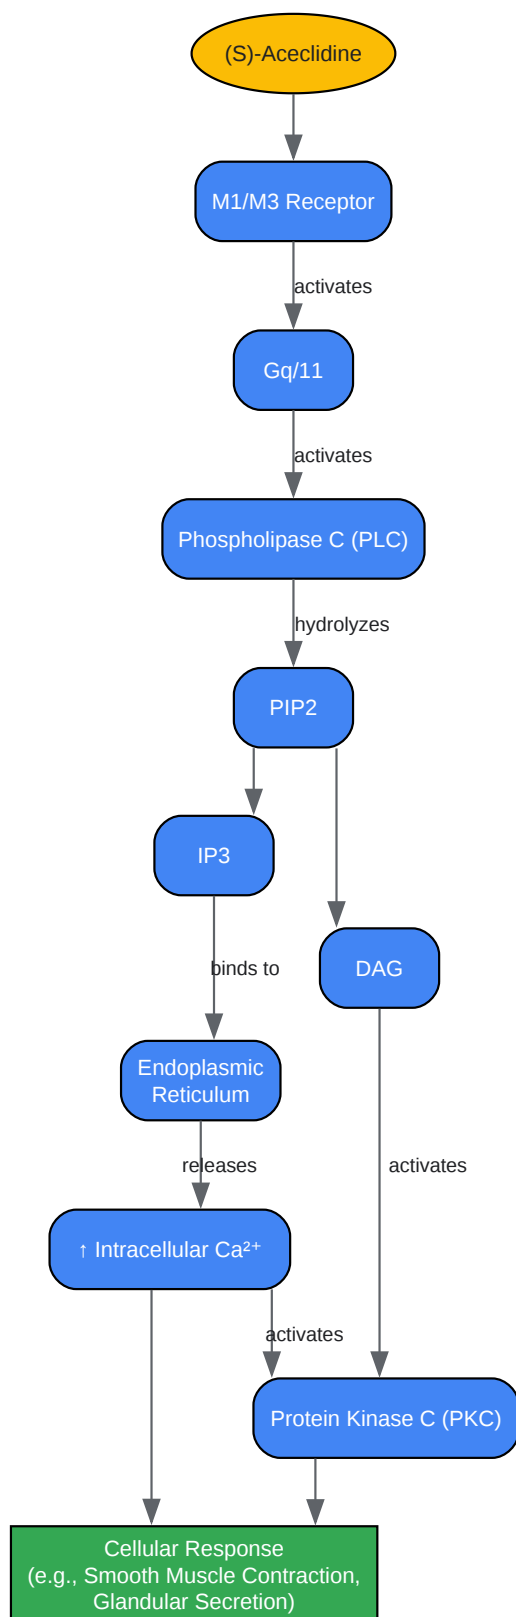 (S)-Aceclidine
M1/M3 Receptor
activates
Gq/11
activates
Phospholipase C (PLC)
hydrolyzes
PIP2
IP3
binds to
DAG
Endoplasmic
Reticulum
releases
activates
↑ Intracellular Ca²⁺
activates
Protein Kinase C (PKC)
Cellular Response
(e.g., Smooth Muscle Contraction,
Glandular Secretion)